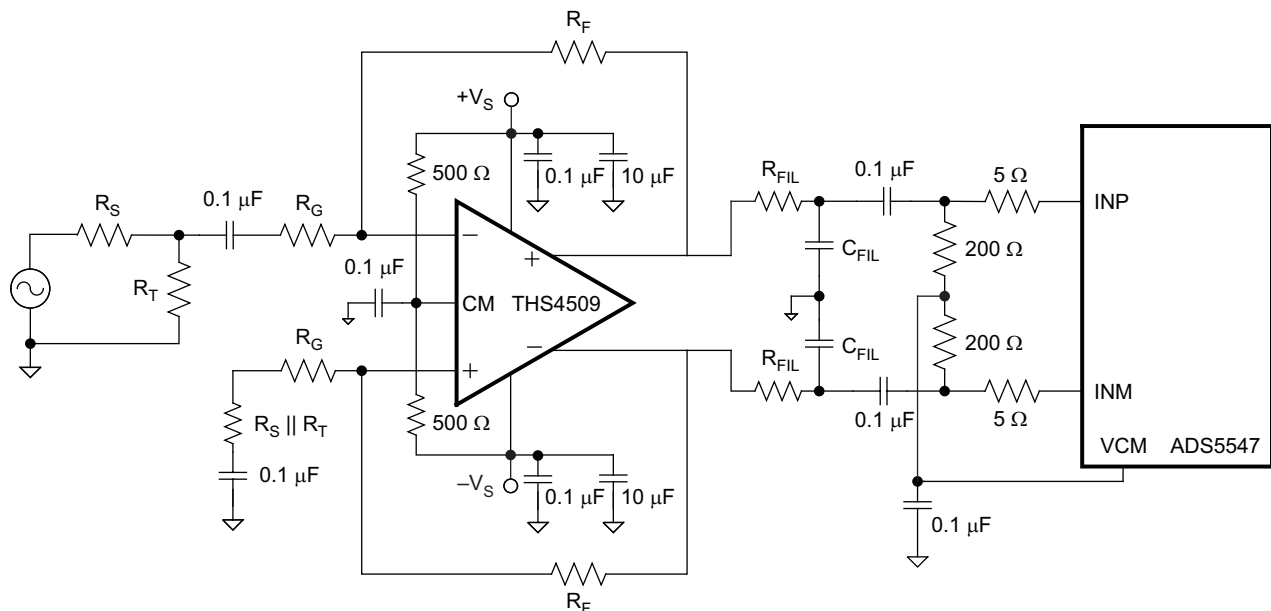 R_F
+V_S
500 Ω
0.1 μF
10 μF
R_FIL
0.1 μF
5 Ω
INP
R_S
0.1 μF
R_G
−
+
C_FIL
200 Ω
0.1 μF
R_T
CM
THS4509
R_G
+
−
R_FIL
C_FIL
200 Ω
R_S || R_T
500 Ω
0.1 μF
5 Ω
INM
0.1 μF
−V_S
0.1 μF
10 μF
VCM
ADS5547
0.1 μF
R_F